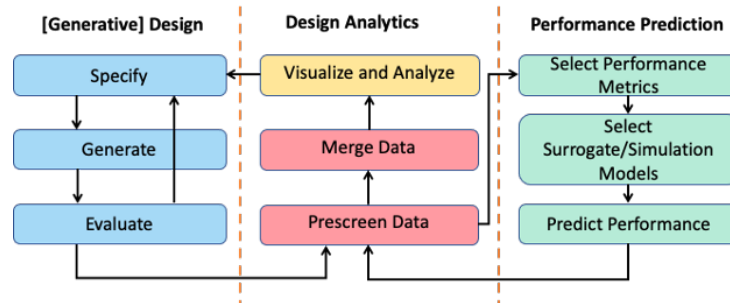 [Generative] Design
Specify
Generate
Evaluate
Design Analytics
Visualize and Analyze
Merge Data
Prescreen Data
Performance Prediction
Select Performance
Metrics
Select
Surrogate/Simulation
Models
Predict Performance